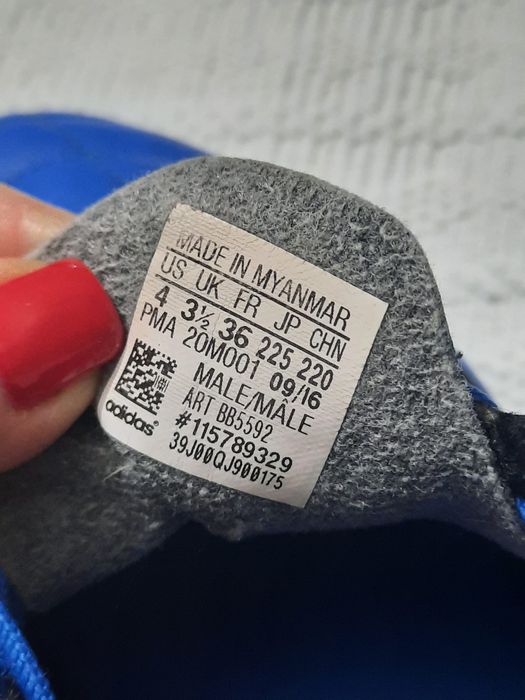 MADE IN MYANMAR
US UK FR JP CHN
4 3½ 36 225 220
PMA 20M001 09/16
MALE/MÂLE
ART BB5592
#115789329
39J00QJ900175
adidas®